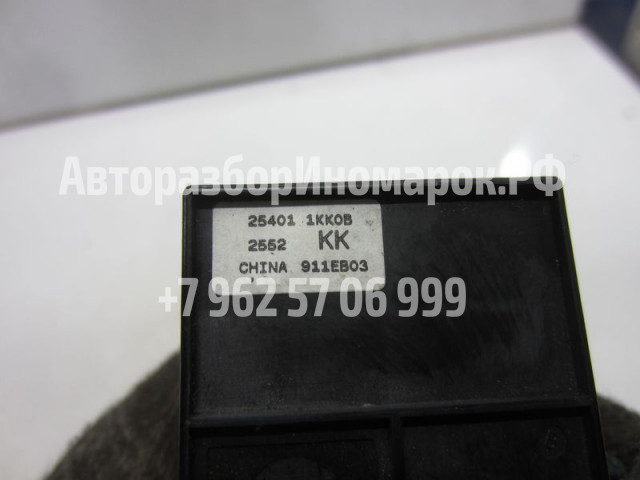 АвторазборИномарок.РФ
25401 1KK0B
2552 KK
CHINA 911EB03
+7 962 57 06 999